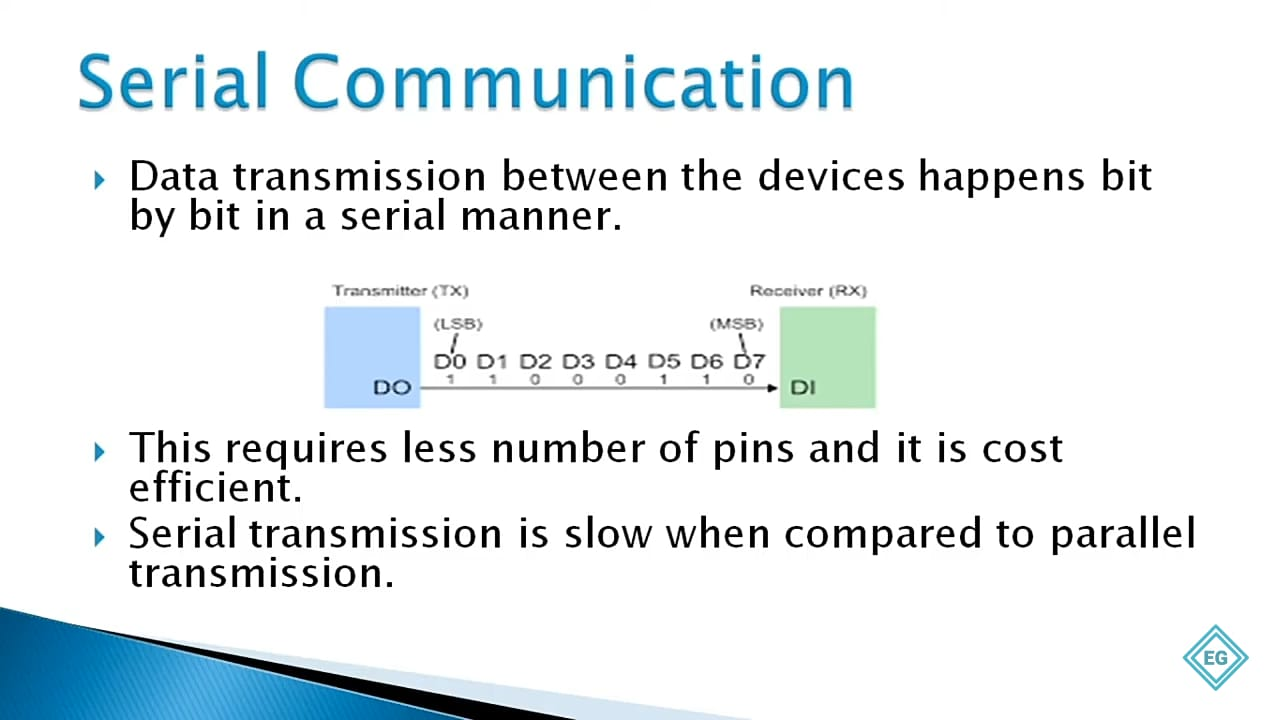 Serial Communication
Data transmission between the devices happens bit
by bit in a serial manner.
Transmitter (TX) Receiver (RX)
(LSB) (MSB)
D0 D1 D2 D3 D4 D5 D6 D7
1 1 0 0 0 1 1 0
DO DI
This requires less number of pins and it is cost
efficient.
Serial transmission is slow when compared to parallel
transmission.
EG